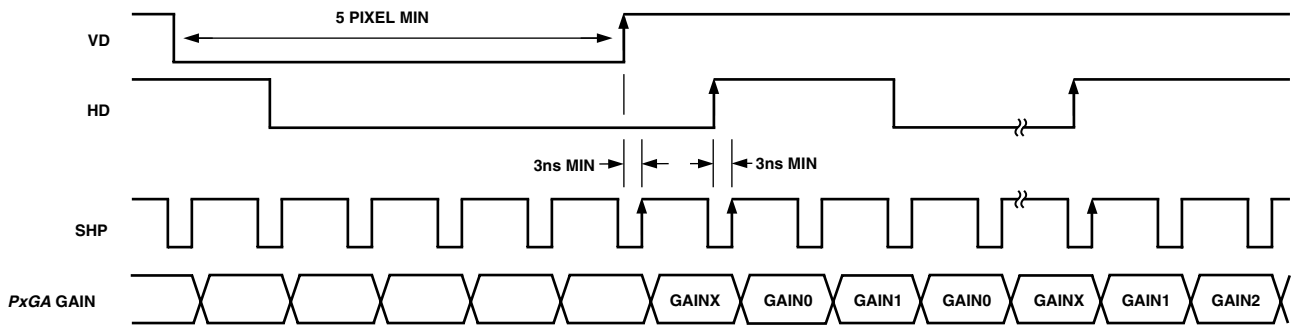 5 PIXEL MIN
VD
HD
3ns MIN
3ns MIN
SHP
PxGA GAIN
GAINX
GAIN0
GAIN1
GAIN0
GAINX
GAIN1
GAIN2